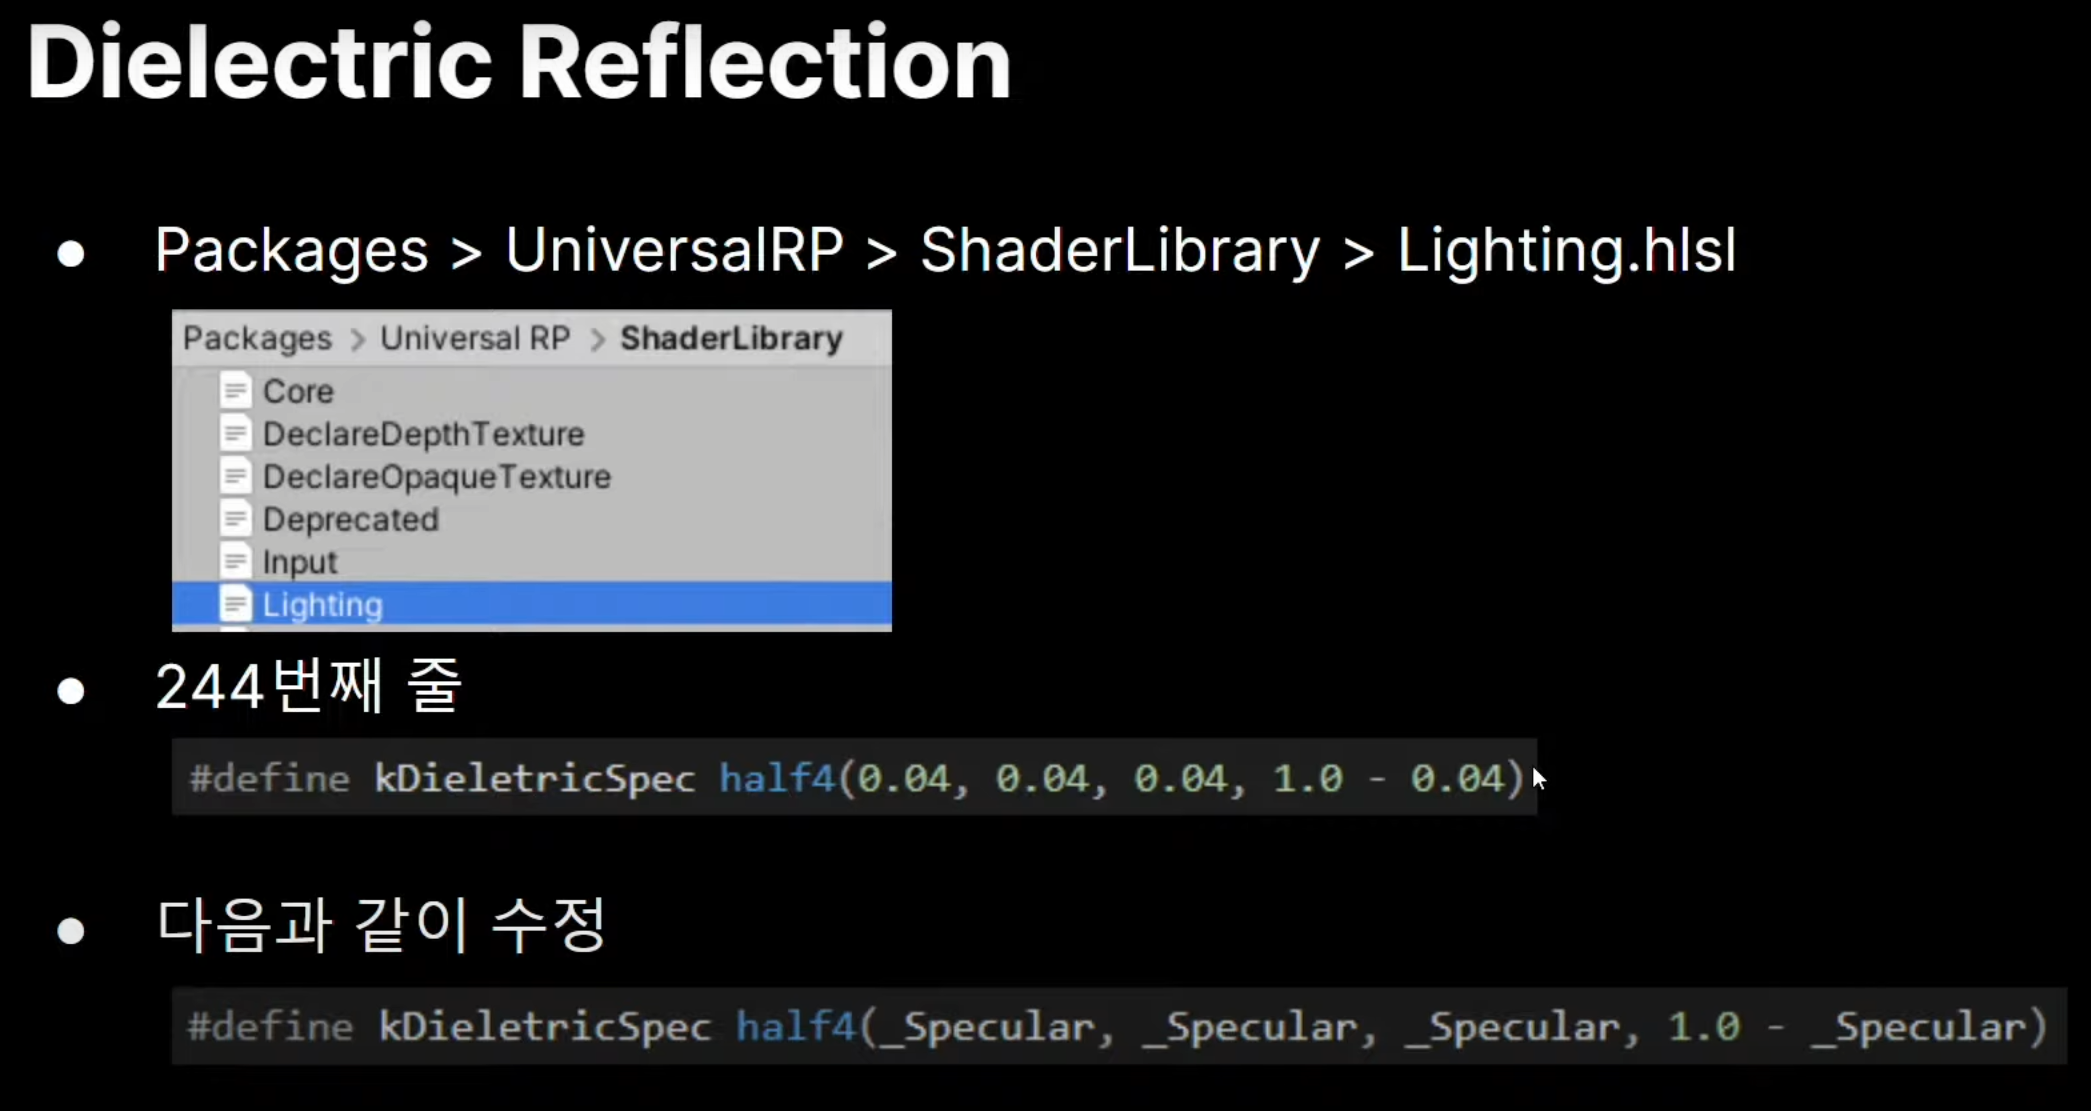 Dielectric Reflection
● Packages > UniversalRP > ShaderLibrary > Lighting.hlsl
Packages > Universal RP > ShaderLibrary
Core
DeclareDepthTexture
DeclareOpaqueTexture
Deprecated
Input
Lighting
● 244번째 줄
#define kDieletricSpec half4(0.04, 0.04, 0.04, 1.0 - 0.04)
● 다음과 같이 수정
#define kDieletricSpec half4(_Specular, _Specular, _Specular, 1.0 - _Specular)